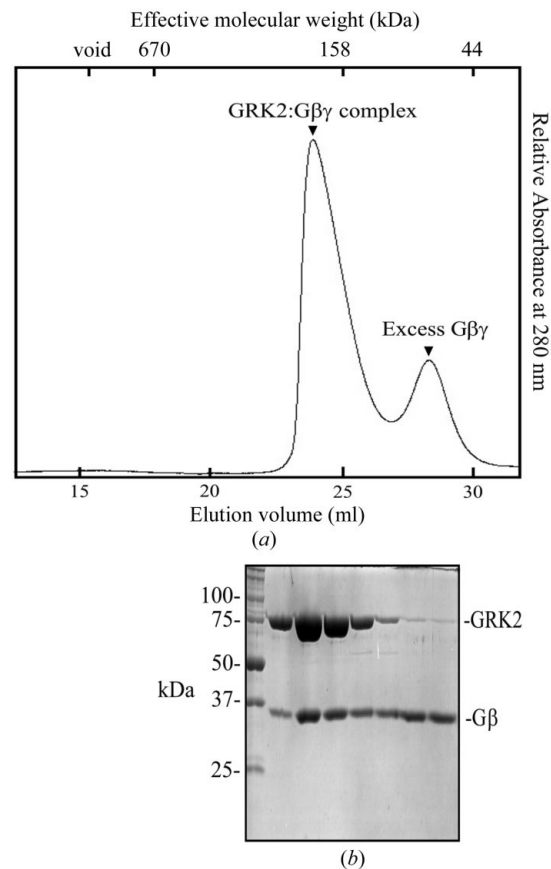 Effective molecular weight (kDa)
void 670 158 44
GRK2:Gβγ complex
Excess Gβγ
Relative Absorbance at 280 nm
15 20 25 30
Elution volume (ml)
(a)
100-
75-
50-
37-
25-
kDa
-GRK2
-Gβ
(b)